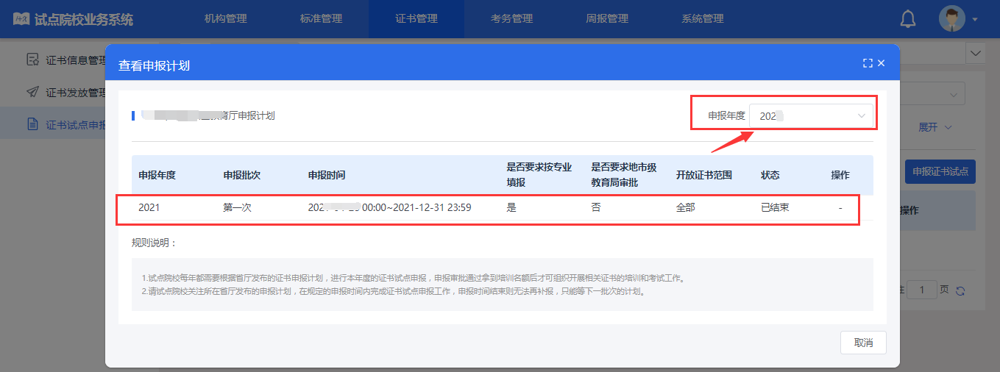 试点院校业务系统
机构管理
标准管理
证书管理
考务管理
周报管理
系统管理
证书信息管理
证书发放管理
证书试点申报
查看申报计划
教育厅申报计划
申报年度
202
展开
申报证书试点
申报年度 申报批次 申报时间 是否要求按专业填报 是否要求地市级教育局审批 开放证书范围 状态 操作
2021 第一次 00:00~2021-12-31 23:59 是 否 全部 已结束 -
操作
规则说明：
1.试点院校每年都需要根据省厅发布的证书申报计划，进行本年度的证书试点申报，申报审批通过拿到培训名额后才可组织开展相关证书的培训和考试工作。
2.请试点院校关注所在省厅发布的申报计划，在规定的申报时间内完成证书试点申报工作，申报时间结束则无法再补报，只能等下一批次的计划。
1 页
取消